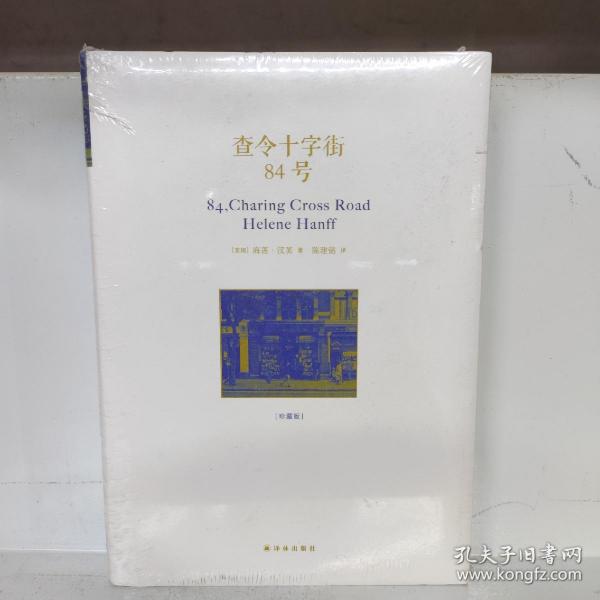 查令十字街
84号
84,Charing Cross Road
Helene Hanff
[美国] 海莲·汉芙 著 陈建铭 译
[珍藏版]
译林出版社
孔夫子旧书网
www.kongfz.com